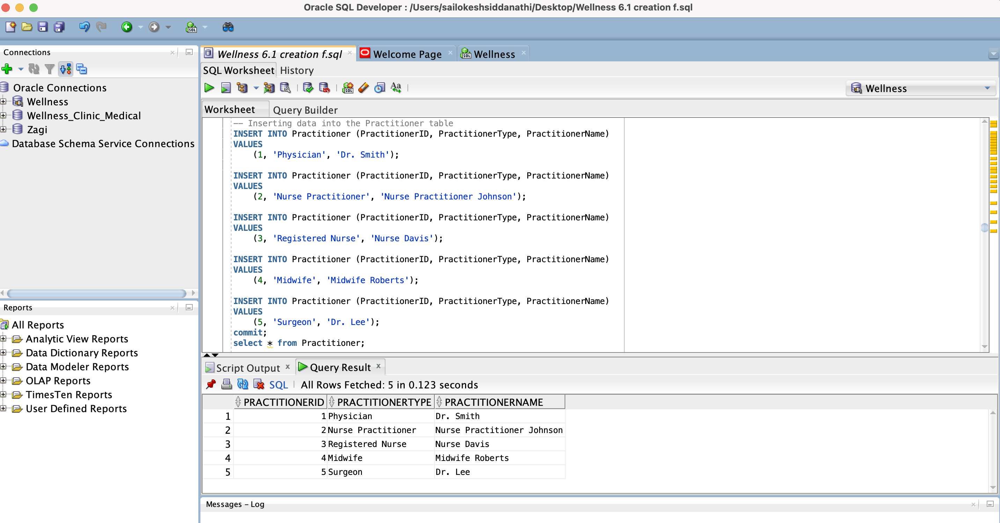 Oracle SQL Developer : /Users/sailokeshsiddanathi/Desktop/Wellness 6.1 creation f.sql
Connections
Oracle Connections
Wellness
Wellness_Clinic_Medical
Zagi
Database Schema Service Connections
Reports
All Reports
Analytic View Reports
Data Dictionary Reports
Data Modeler Reports
OLAP Reports
TimesTen Reports
User Defined Reports
Wellness 6.1 creation f.sql
Welcome Page
Wellness
SQL Worksheet
History
Wellness
Worksheet
Query Builder
-- Inserting data into the Practitioner table
INSERT INTO Practitioner (PractitionerID, PractitionerType, PractitionerName)
VALUES
(1, 'Physician', 'Dr. Smith');
INSERT INTO Practitioner (PractitionerID, PractitionerType, PractitionerName)
VALUES
(2, 'Nurse Practitioner', 'Nurse Practitioner Johnson');
INSERT INTO Practitioner (PractitionerID, PractitionerType, PractitionerName)
VALUES
(3, 'Registered Nurse', 'Nurse Davis');
INSERT INTO Practitioner (PractitionerID, PractitionerType, PractitionerName)
VALUES
(4, 'Midwife', 'Midwife Roberts');
INSERT INTO Practitioner (PractitionerID, PractitionerType, PractitionerName)
VALUES
(5, 'Surgeon', 'Dr. Lee');
commit;
select * from Practitioner;
Script Output
Query Result
SQL
All Rows Fetched: 5 in 0.123 seconds
PRACTITIONERID PRACTITIONERTYPE PRACTITIONERNAME
1 1 Physician Dr. Smith
2 2 Nurse Practitioner Nurse Practitioner Johnson
3 3 Registered Nurse Nurse Davis
4 4 Midwife Midwife Roberts
5 5 Surgeon Dr. Lee
Messages - Log